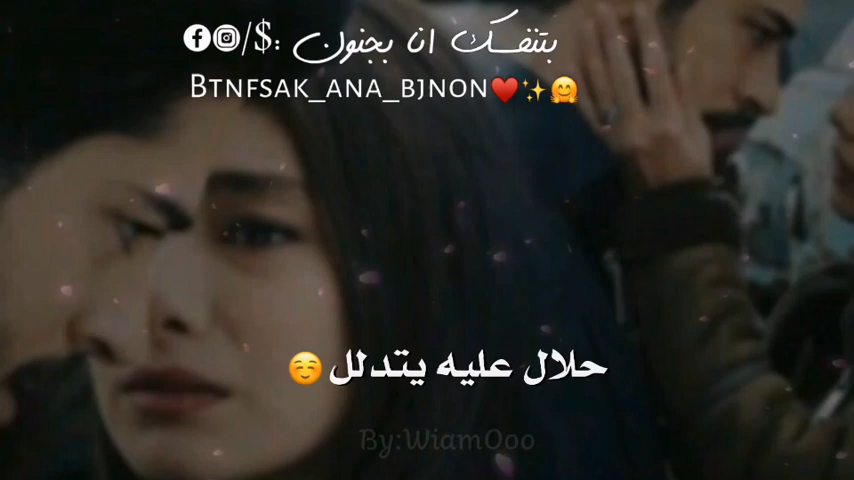 بتنفسك انا بجنون :$/
BTNFSAK_ANA_BJNON❤️✨🤗
حلال عليه يتدلل☺️
By:WiamOoo